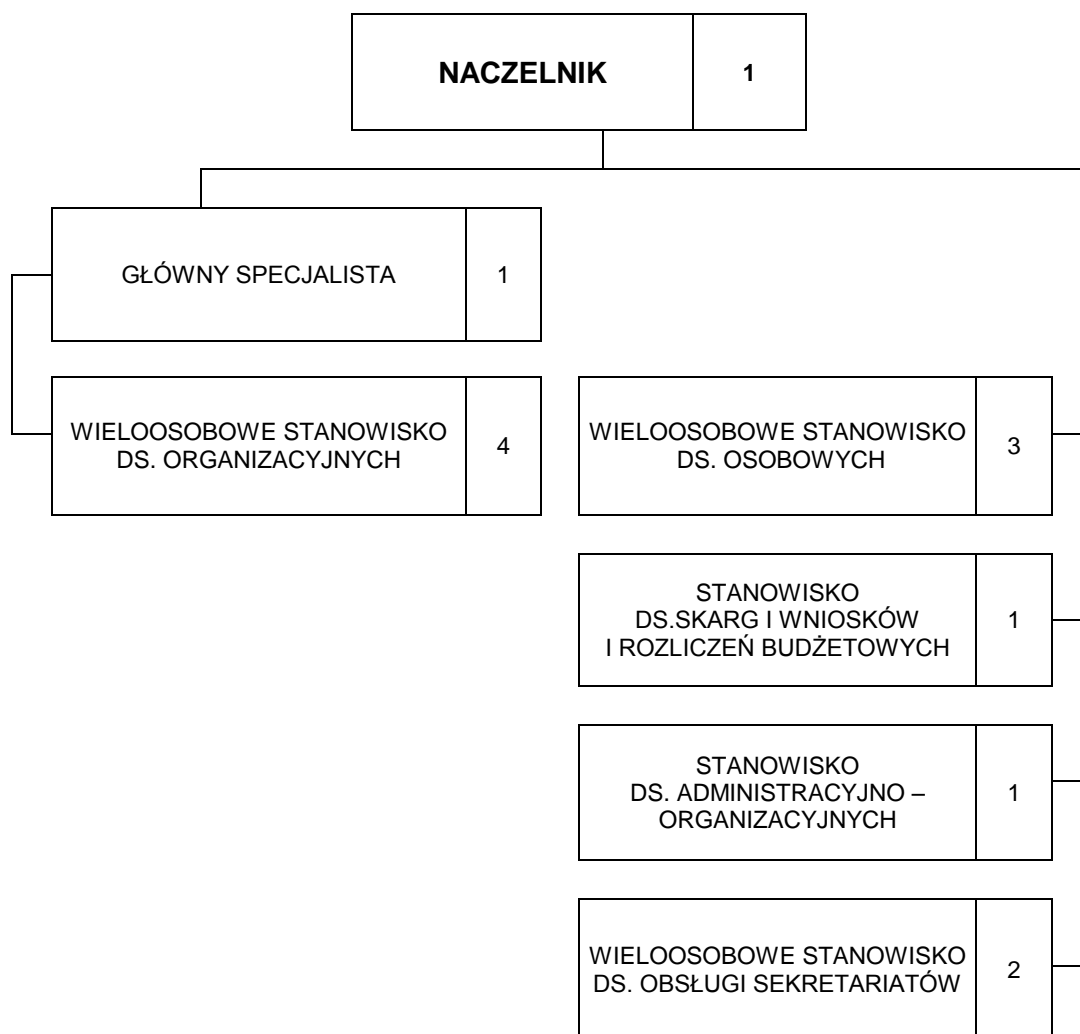 NACZELNIK
1
GŁÓWNY SPECJALISTA
1
WIELOOSOBOWE STANOWISKO
DS. ORGANIZACYJNYCH
4
WIELOOSOBOWE STANOWISKO
DS. OSOBOWYCH
3
STANOWISKO
DS.SKARG I WNIOSKÓW
I ROZLICZEŃ BUDŻETOWYCH
1
STANOWISKO
DS. ADMINISTRACYJNO –
ORGANIZACYJNYCH
1
WIELOOSOBOWE STANOWISKO
DS. OBSŁUGI SEKRETARIATÓW
2